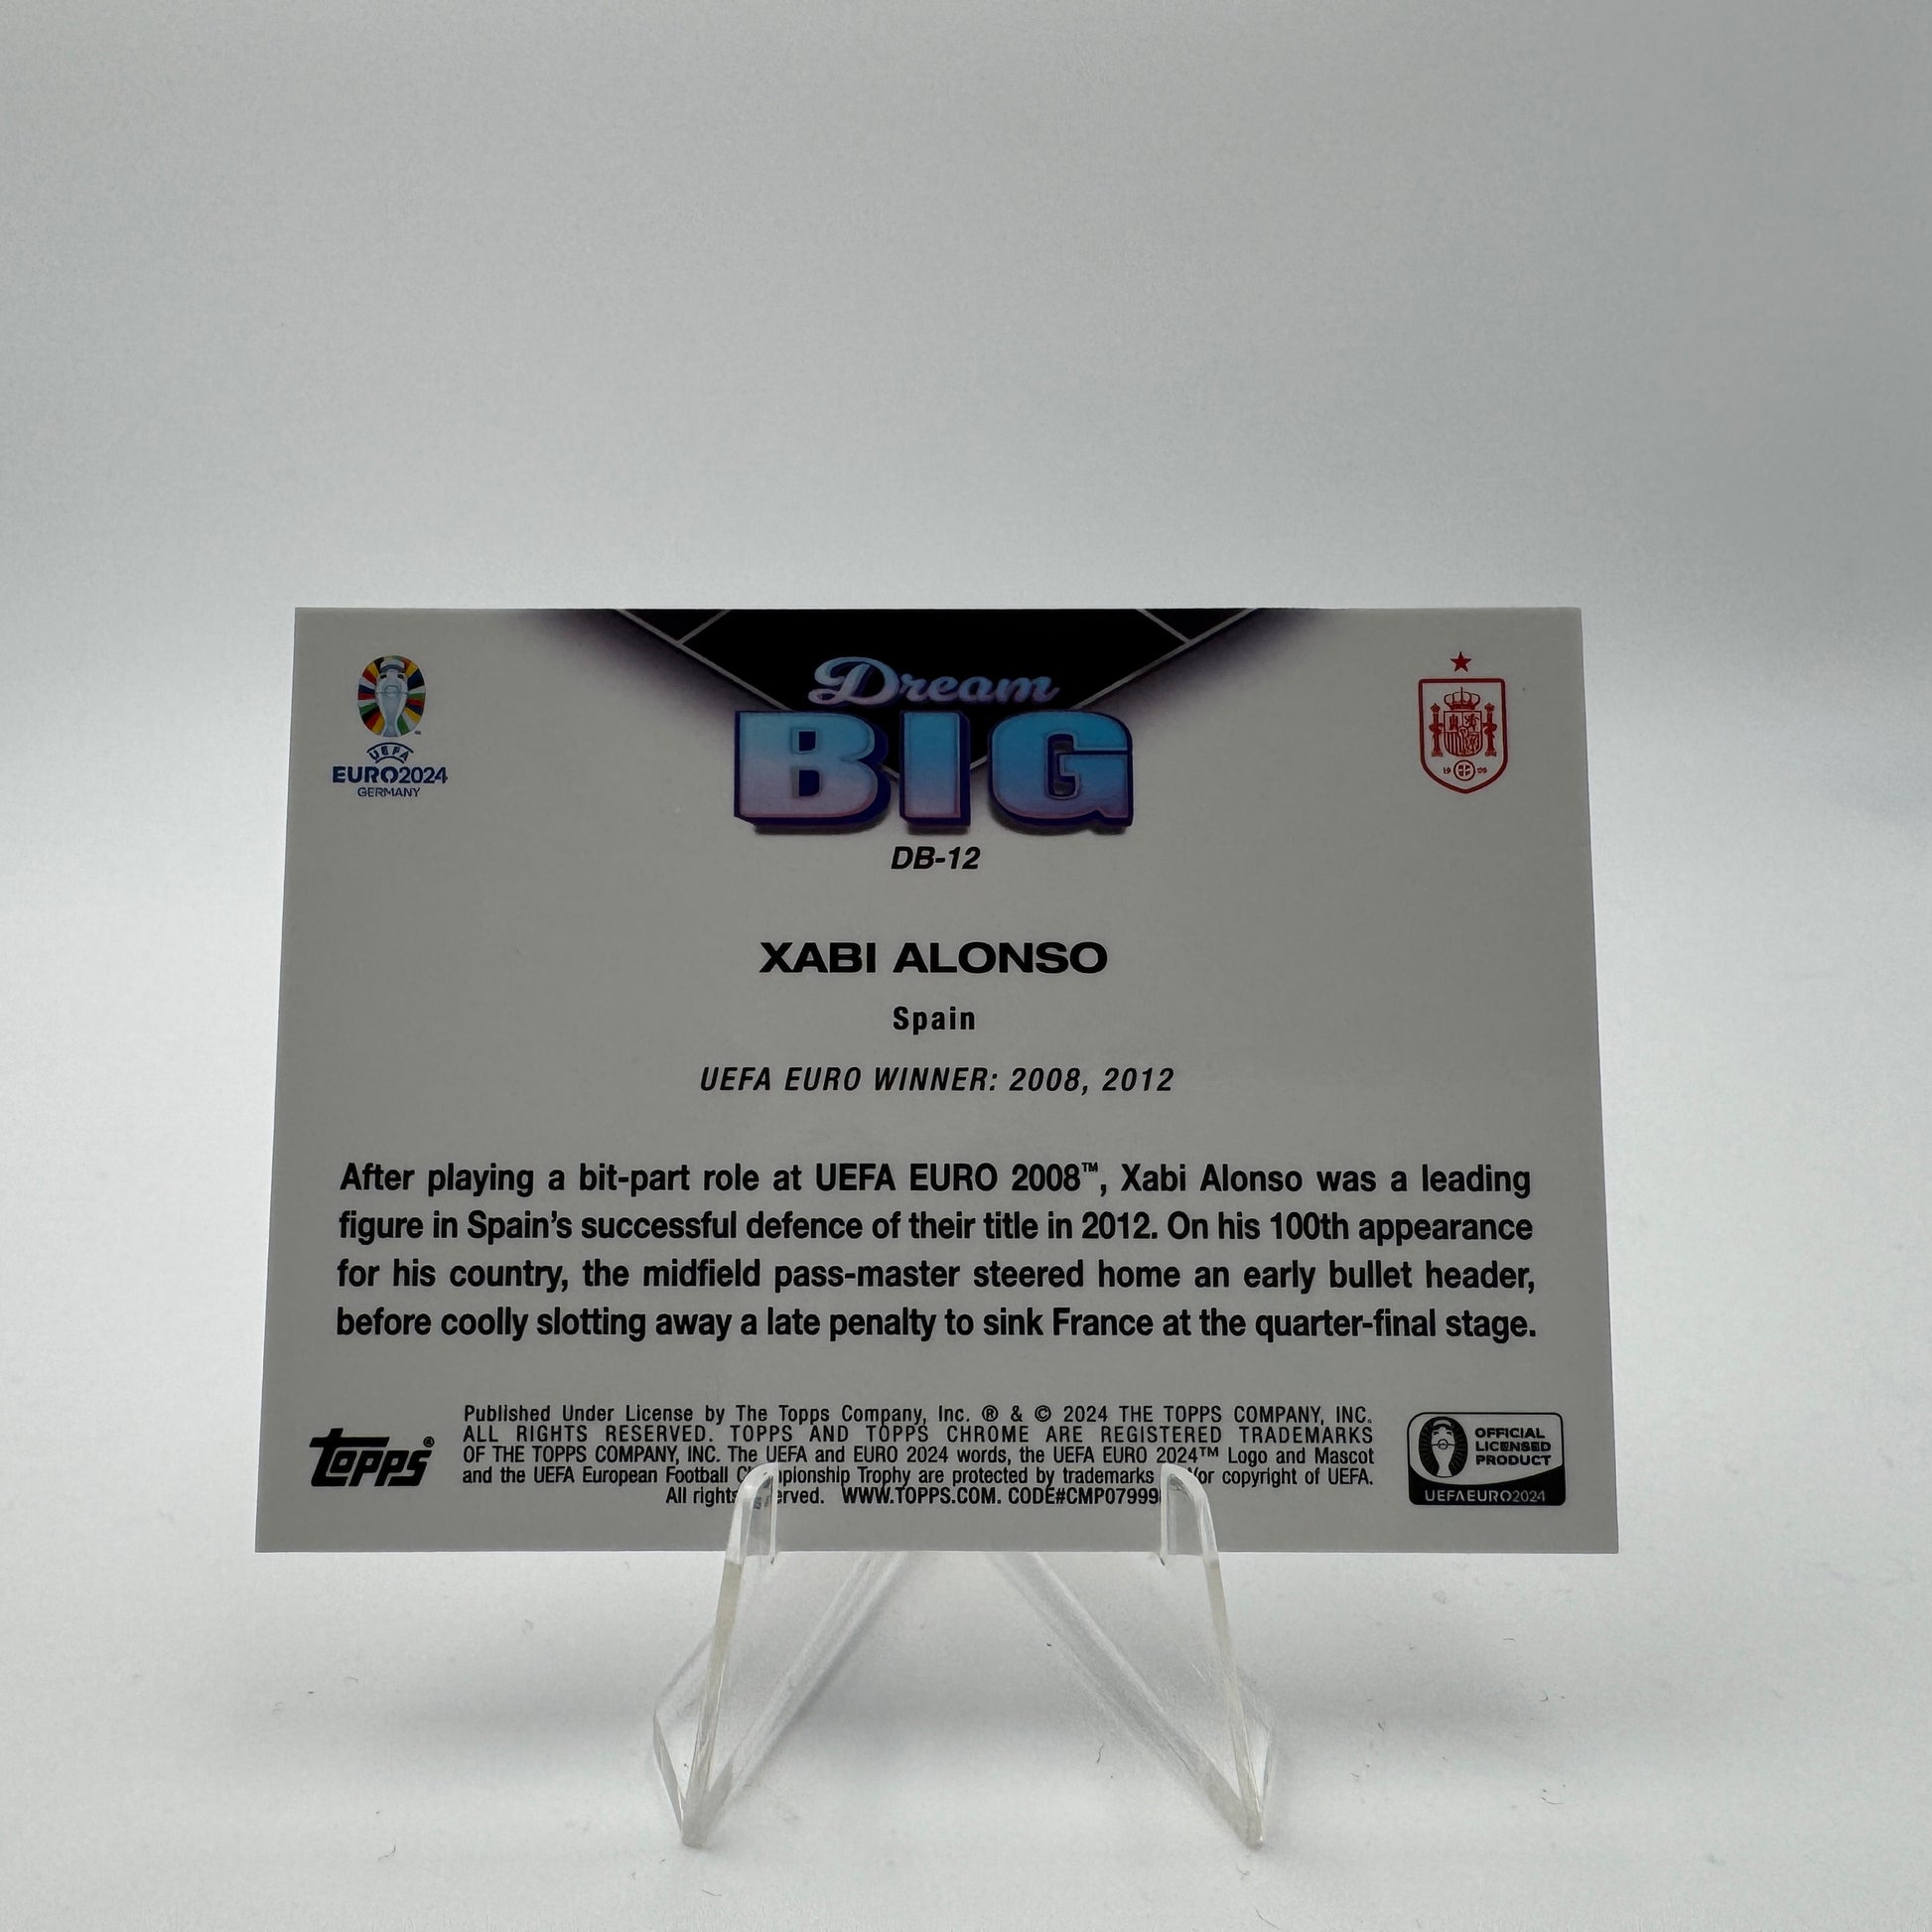 Dream
BIG
DB-12
UEFA
EURO2024
GERMANY
XABI ALONSO
Spain
UEFA EURO WINNER: 2008, 2012
After playing a bit-part role at UEFA EURO 2008™, Xabi Alonso was a leading
figure in Spain's successful defence of their title in 2012. On his 100th appearance
for his country, the midfield pass-master steered home an early bullet header,
before coolly slotting away a late penalty to sink France at the quarter-final stage.
topps®
Published Under License by The Topps Company, Inc. ® & © 2024 THE TOPPS COMPANY, INC.
ALL RIGHTS RESERVED. TOPPS AND TOPPS CHROME ARE REGISTERED TRADEMARKS
OF THE TOPPS COMPANY, INC. The UEFA and EURO 2024 words, the UEFA EURO 2024™ Logo and Mascot
and the UEFA European Football Trophy are protected by trademarks copyright of UEFA.
All rights WWW.TOPPS.COM. CODE#CMP07999
OFFICIAL
LICENSED
PRODUCT
UEFAEURO2024